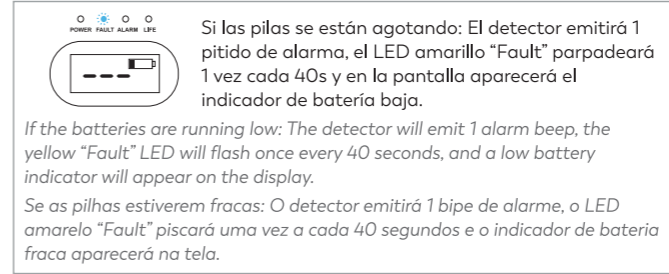 POWER FAULT ALARM LIFE
Si las pilas se están agotando: El detector emitirá 1
pitido de alarma, el LED amarillo “Fault” parpadeará
1 vez cada 40s y en la pantalla aparecerá el
indicador de batería baja.
If the batteries are running low: The detector will emit 1 alarm beep, the
yellow “Fault” LED will flash once every 40 seconds, and a low battery
indicator will appear on the display.
Se as pilhas estiverem fracas: O detector emitirá 1 bipe de alarme, o LED
amarelo “Fault” piscará uma vez a cada 40 segundos e o indicador de bateria
fraca aparecerá na tela.